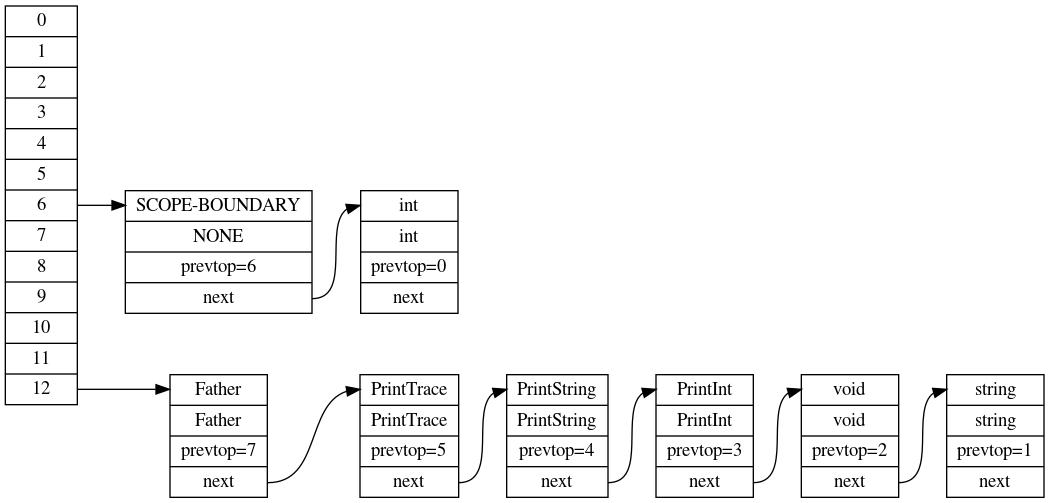 0
1
2
3
4
5
6
7
8
9
10
11
12
SCOPE-BOUNDARY
NONE
prevtop=6
next
int
int
prevtop=0
next
Father
Father
prevtop=7
next
PrintTrace
PrintTrace
prevtop=5
next
PrintString
PrintString
prevtop=4
next
PrintInt
PrintInt
prevtop=3
next
void
void
prevtop=2
next
string
string
prevtop=1
next